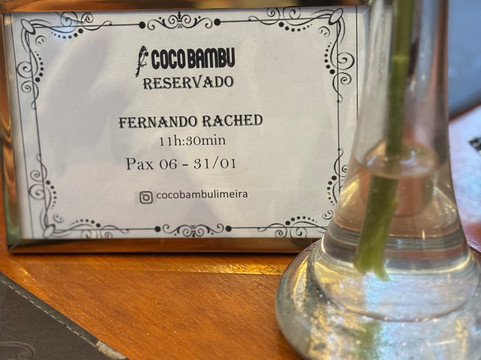 COCO BAMBU
RESERVADO
FERNANDO RACHED
11h:30min
Pax 06 - 31/01
cocobambulimeira